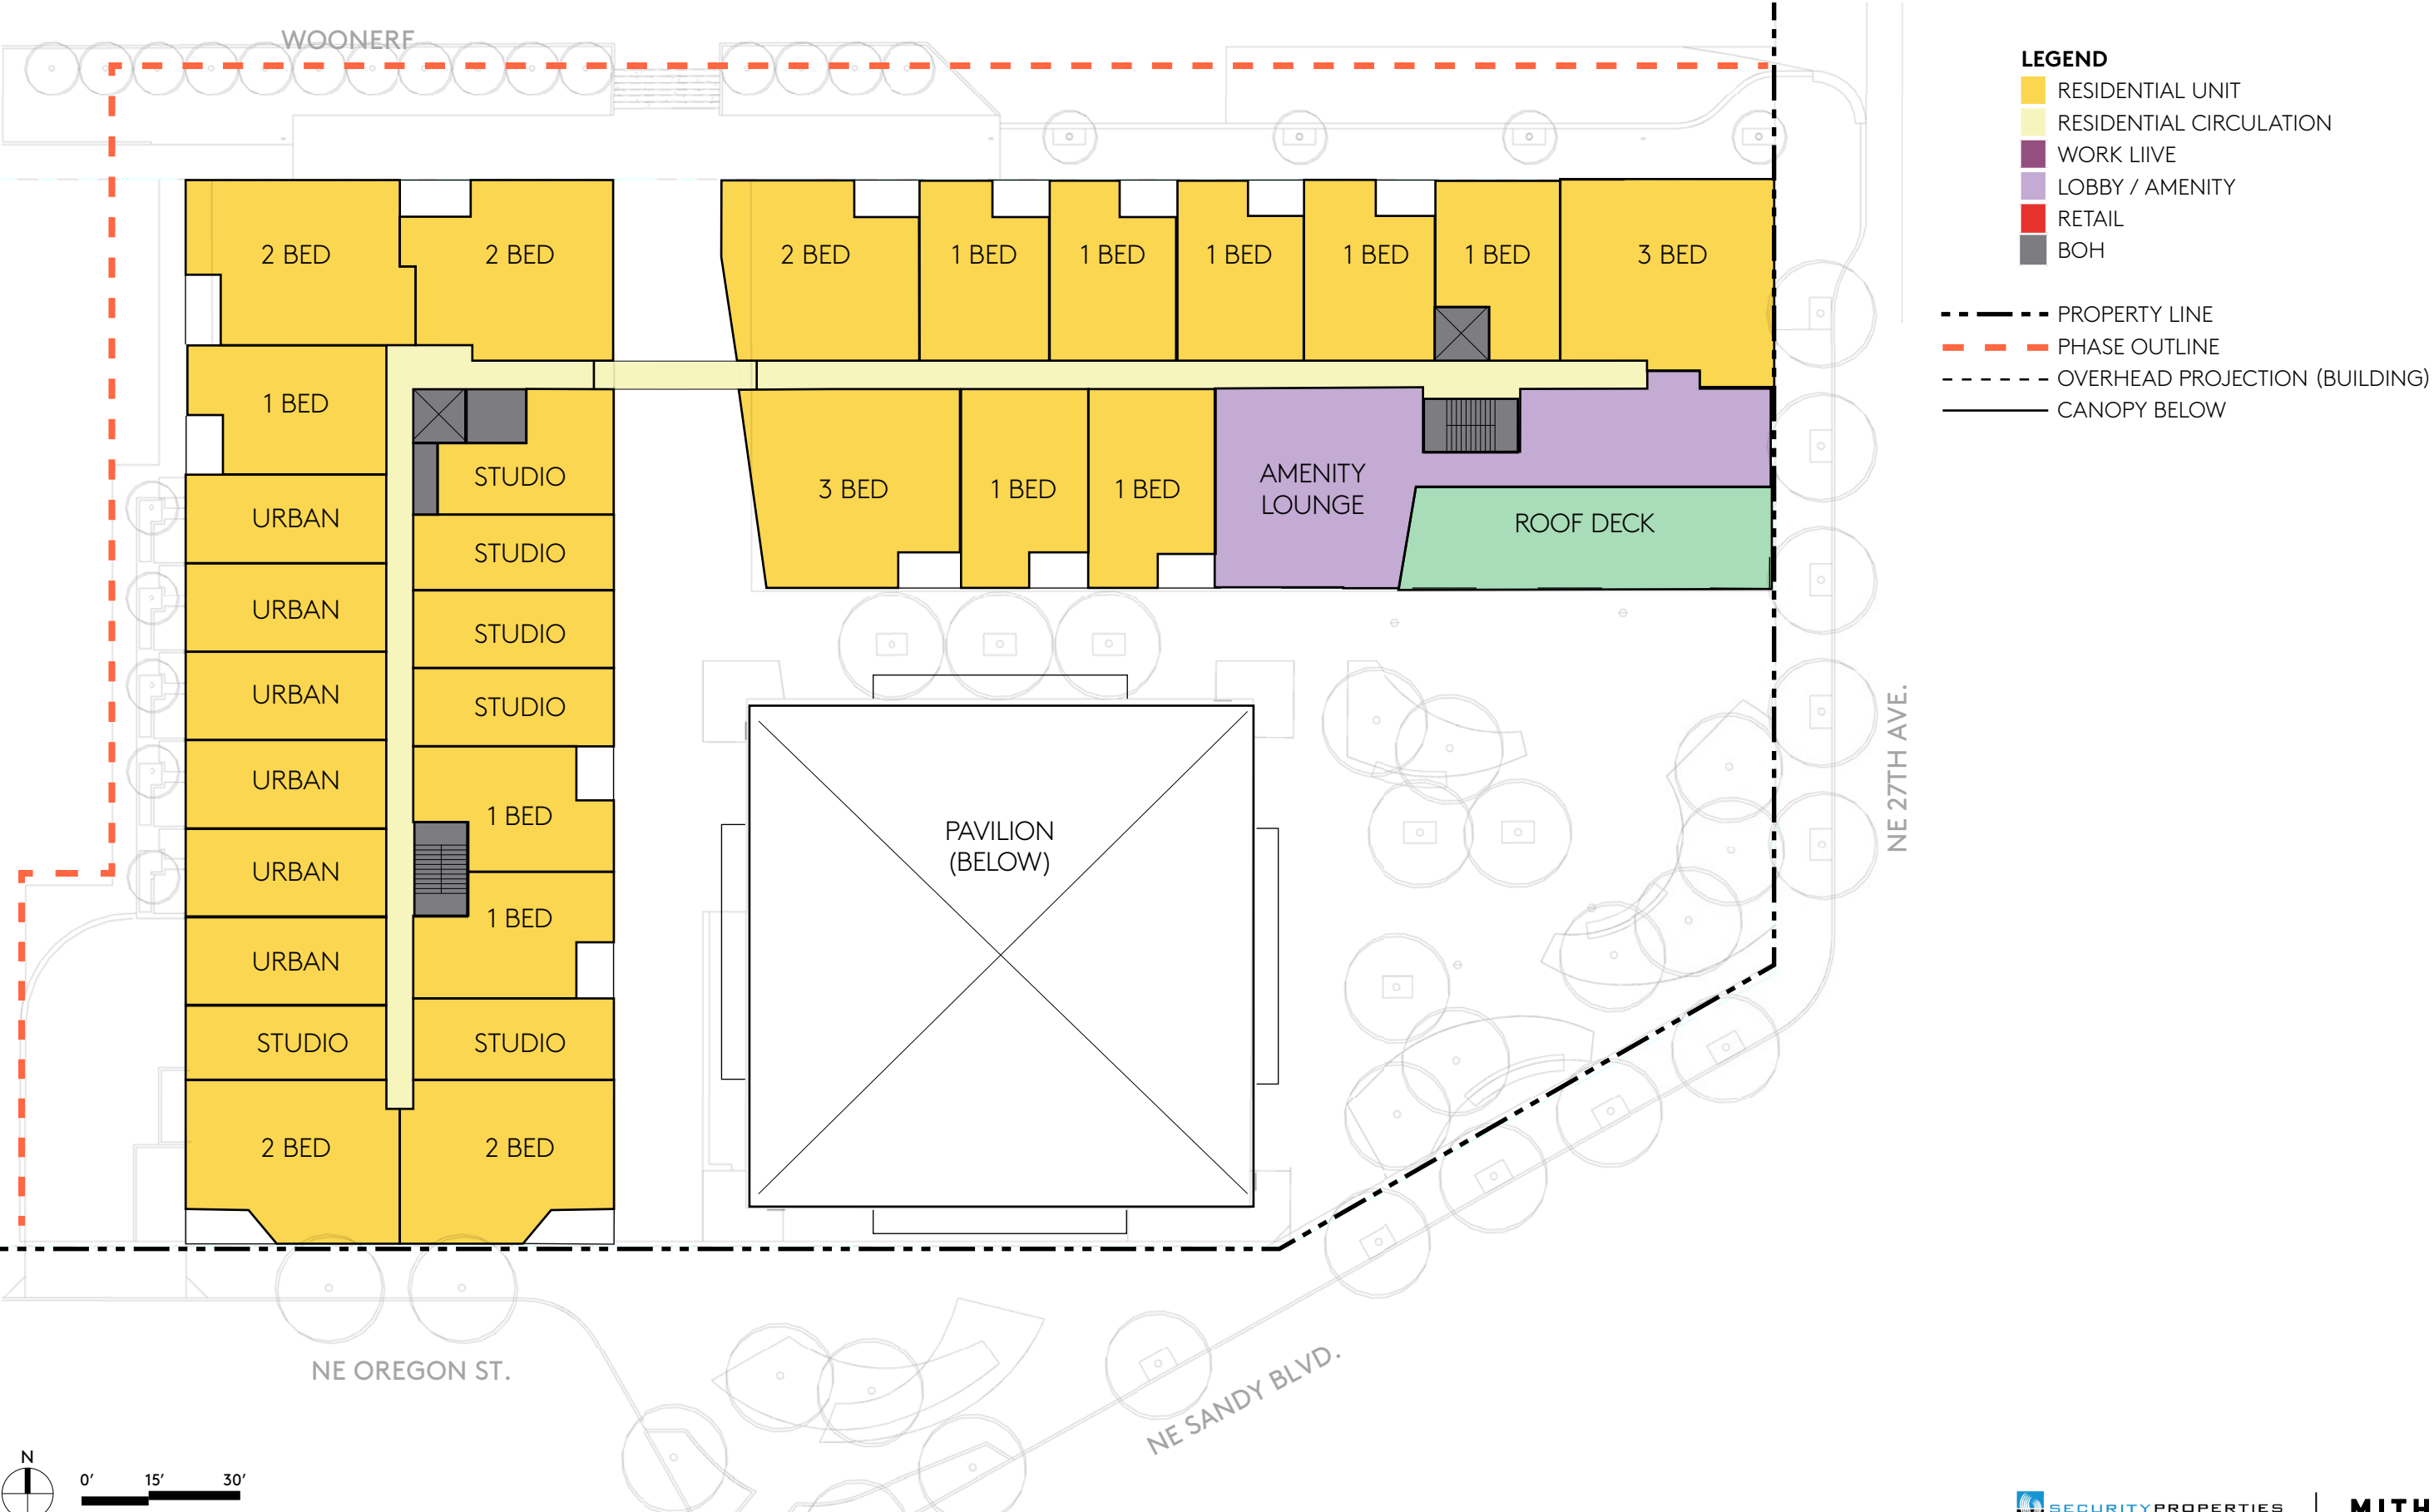 WOONERF
LEGEND
RESIDENTIAL UNIT
RESIDENTIAL CIRCULATION
WORK LIIVE
LOBBY / AMENITY
RETAIL
BOH
PROPERTY LINE
PHASE OUTLINE
OVERHEAD PROJECTION (BUILDING)
CANOPY BELOW
2 BED
2 BED
2 BED
1 BED
1 BED
1 BED
1 BED
1 BED
3 BED
1 BED
STUDIO
3 BED
1 BED
1 BED
AMENITY
LOUNGE
ROOF DECK
URBAN
STUDIO
URBAN
STUDIO
URBAN
STUDIO
URBAN
1 BED
URBAN
1 BED
URBAN
STUDIO
STUDIO
2 BED
2 BED
PAVILION
(BELOW)
NE 27TH AVE.
NE OREGON ST.
NE SANDY BLVD.
N
0' 15' 30'
SECURITYPROPERTIES